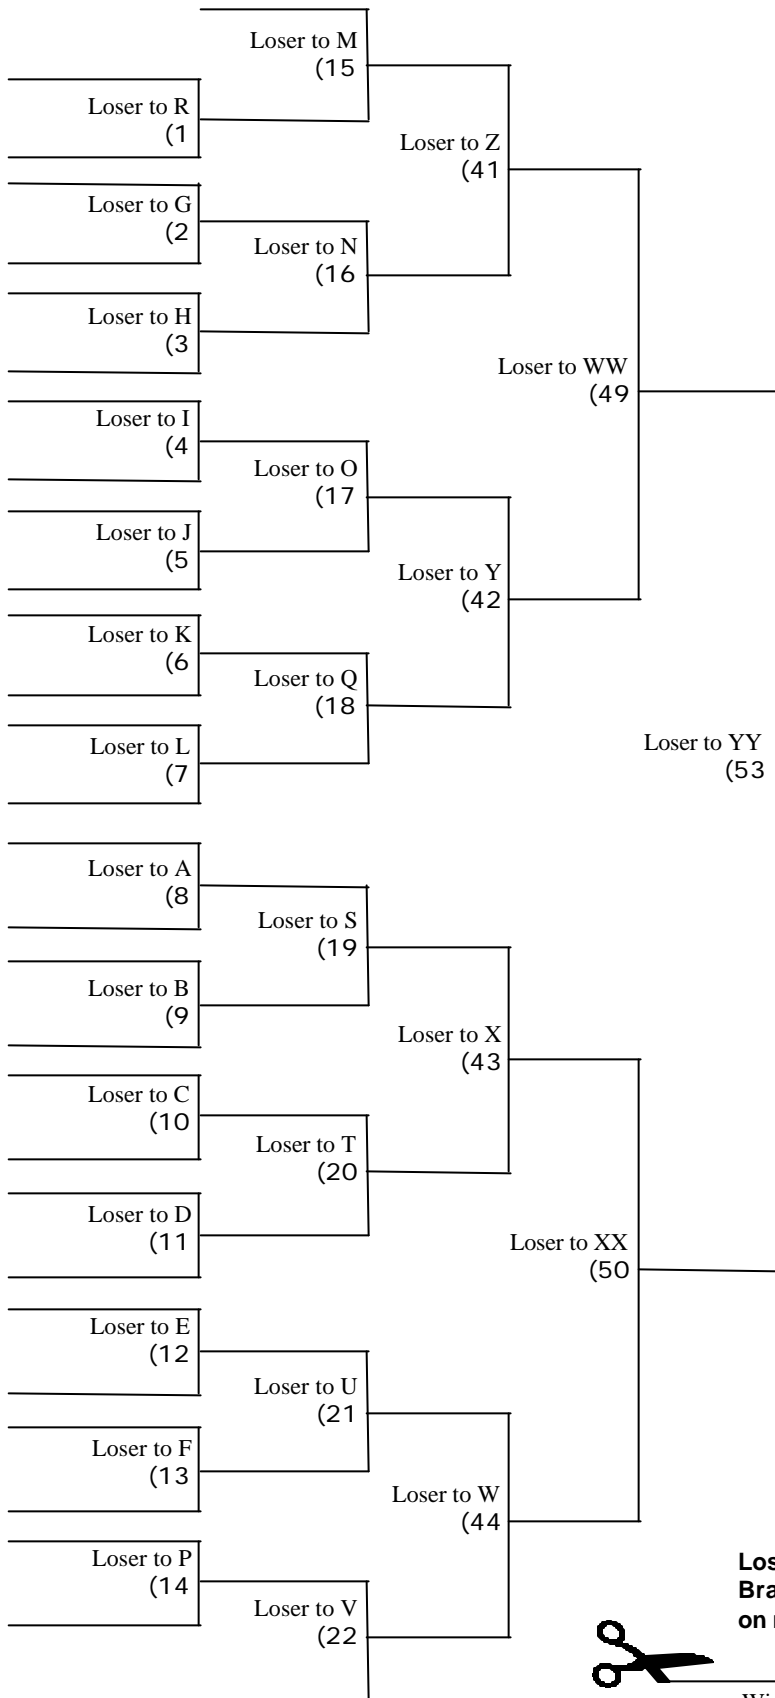 Loser to M
(15
Loser to R
(1
Loser to Z
(41
Loser to G
(2
Loser to N
(16
Loser to H
(3
Loser to WW
(49
Loser to I
(4
Loser to O
(17
Loser to J
(5
Loser to Y
(42
Loser to K
(6
Loser to Q
(18
Loser to L
(7
Loser to YY
(53
Loser to A
(8
Loser to S
(19
Loser to B
(9
Loser to X
(43
Loser to C
(10
Loser to T
(20
Loser to D
(11
Loser to XX
(50
Loser to E
(12
Loser to U
(21
Loser to F
(13
Loser to W
(44
Loser to P
(14
Loser to V
(22
Los
Bra
on
Wi